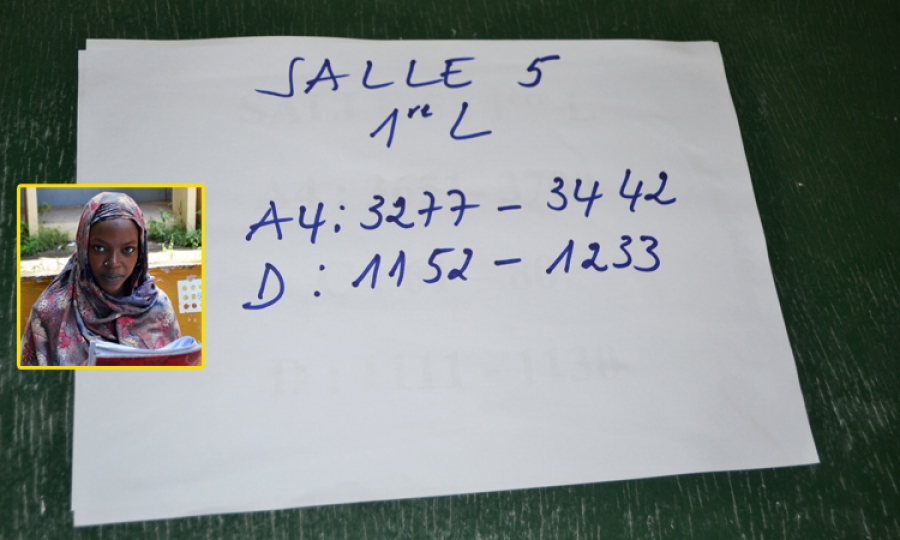 SALLE 5
1re L
A4: 3277 - 3442
D : 1152 - 1233